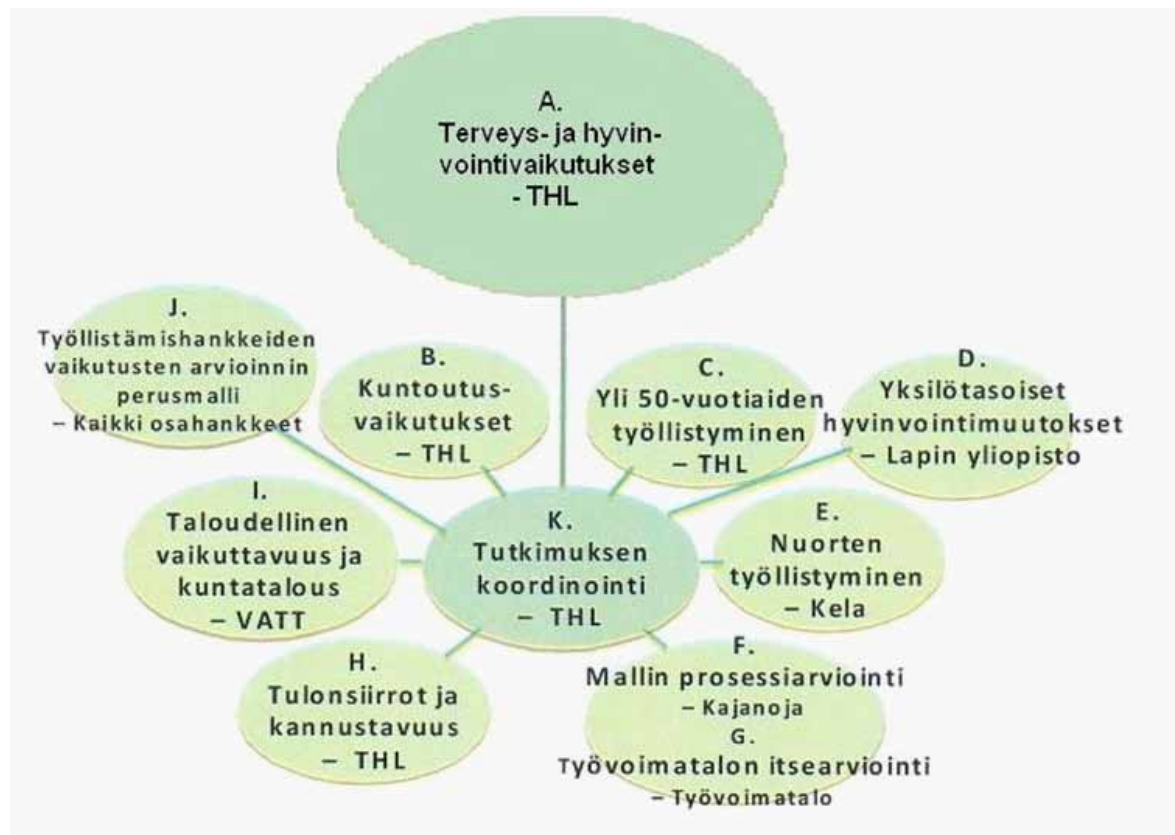 A.
Terveys- ja hyvin-
vointivaikutukset
- THL
J.
Työllistämishankkeiden
vaikutusten arvioinnin
perusmalli
– Kaikki osahankkeet
B.
Kuntoutus-
vaikutukset
– THL
C.
Yli 50-vuotiaiden
työllistyminen
– THL
D.
Yksilötasoiset
hyvinvointimuutokset
– Lapin yliopisto
I.
Taloudellinen
vaikuttavuus ja
kuntatalous
– VATT
K.
Tutkimuksen
koordinointi
– THL
E.
Nuorten
työllistyminen
– Kela
H.
Tulonsiirrot ja
kannustavuus
– THL
F.
Mallin prosessiarviointi
– Kajanoja
G.
Työvoimatalon itsearviointi
– Työvoimatalo